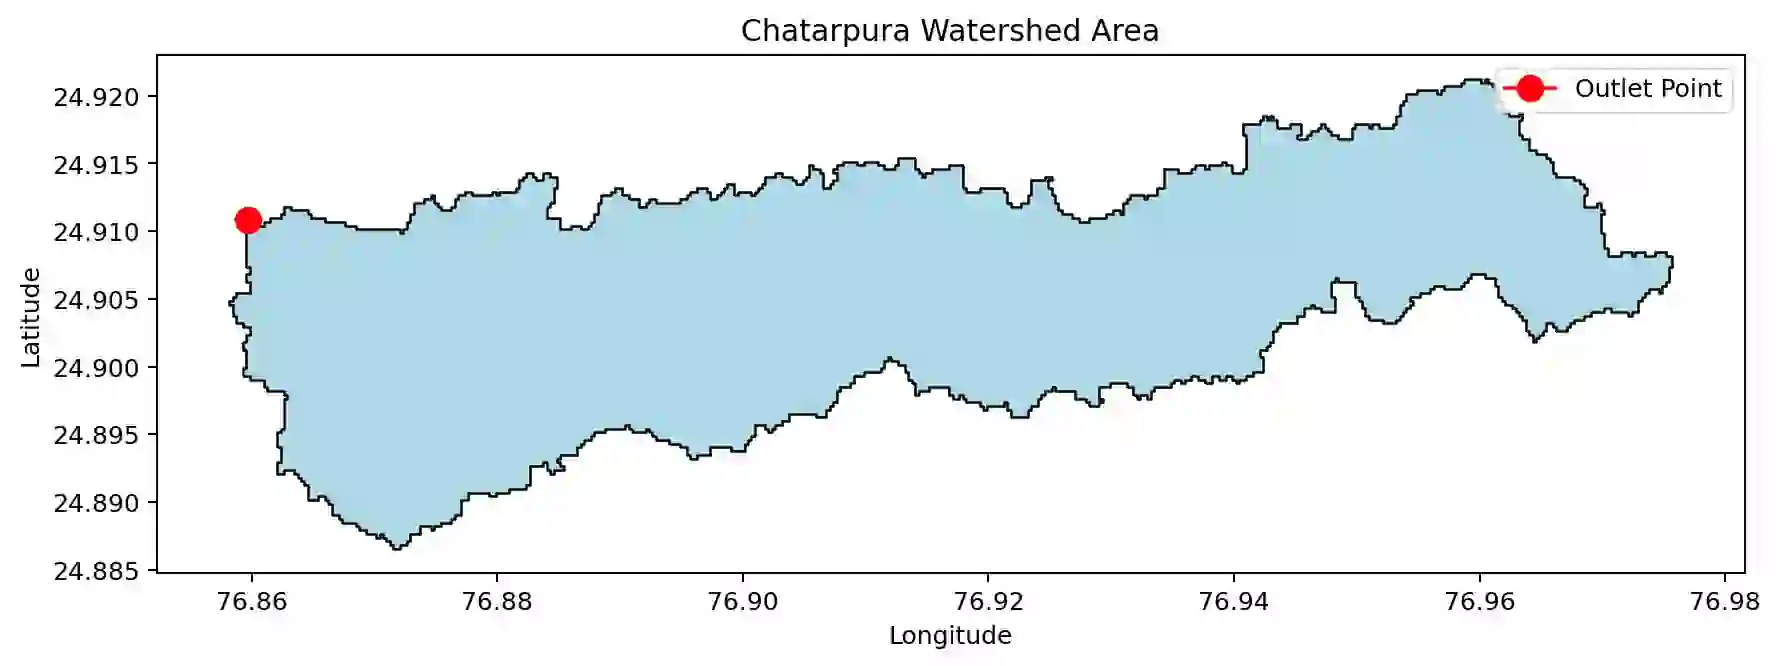 Chatarpura Watershed Area
Outlet Point
24.920
24.915
24.910
24.905
24.900
24.895
24.890
24.885
Latitude
76.86 76.88 76.90 76.92 76.94 76.96 76.98
Longitude